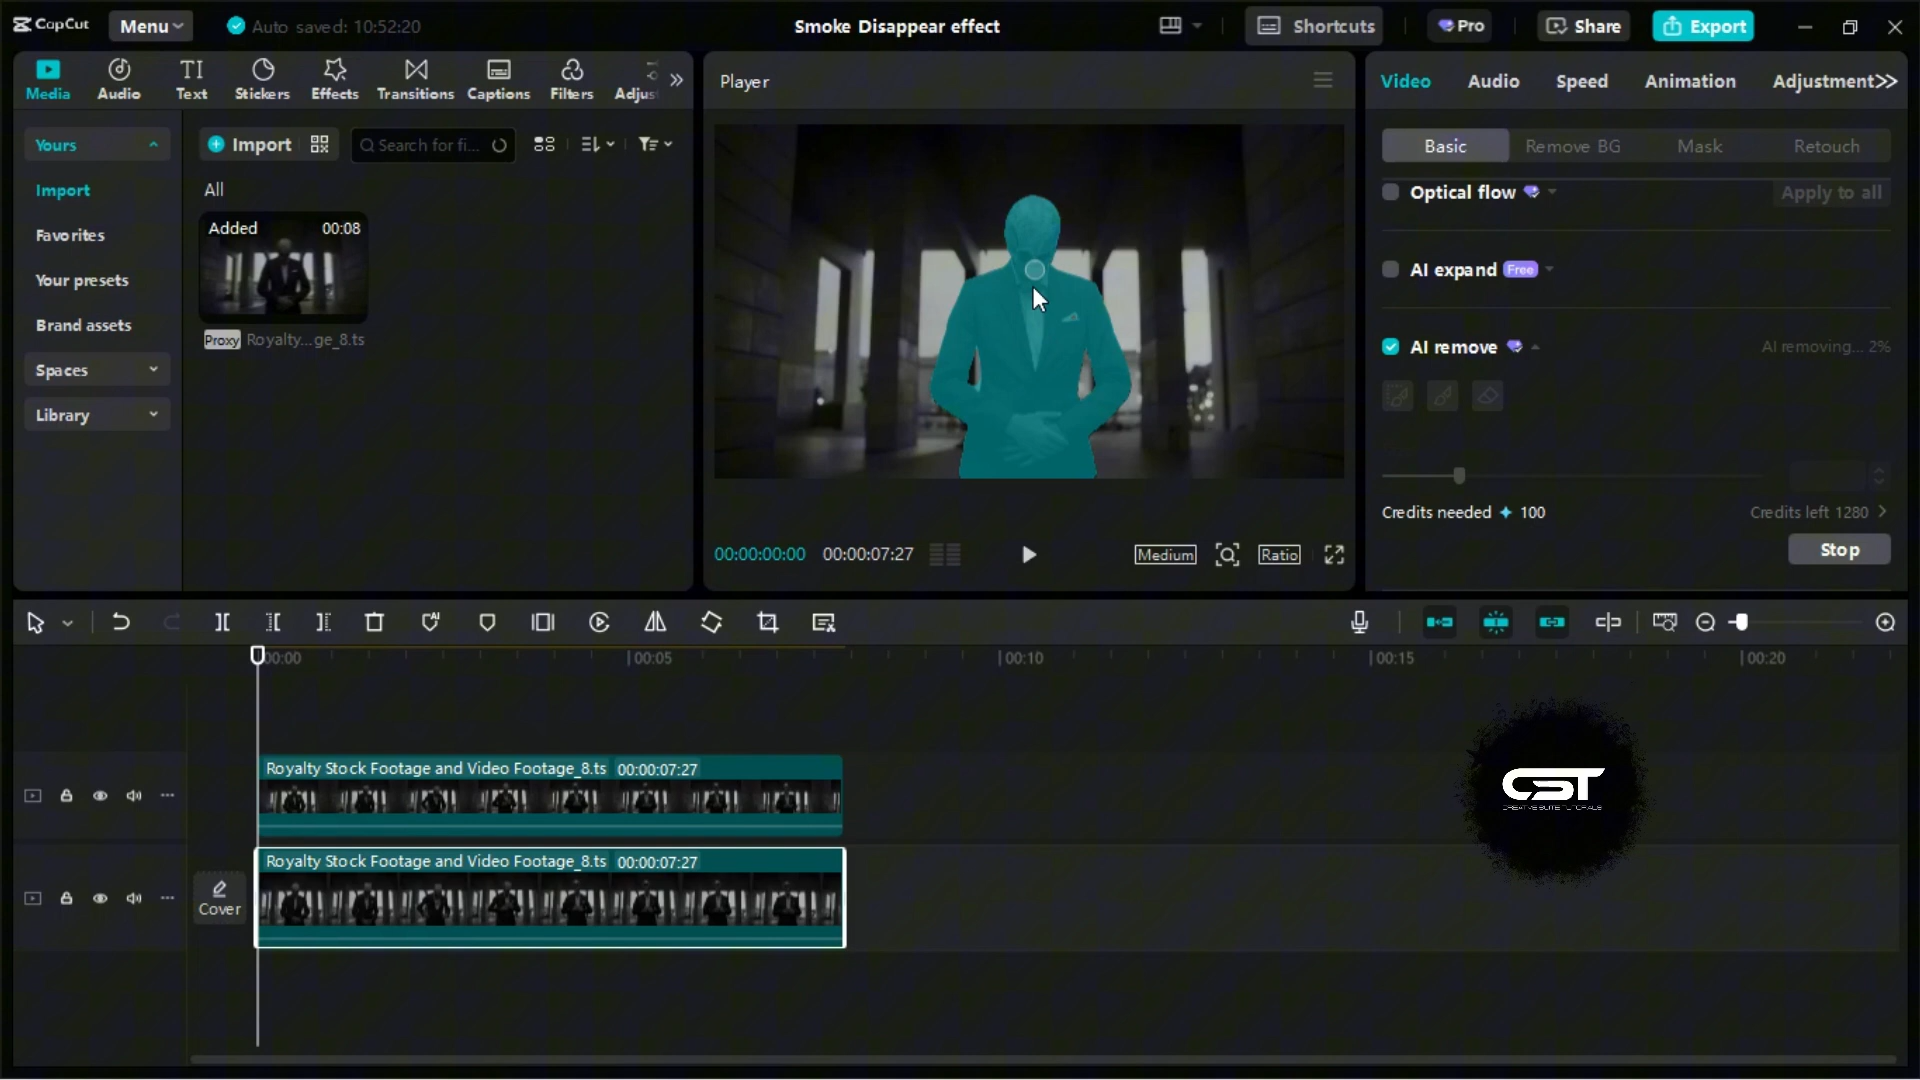 CapCut
Menu
Auto saved: 10:52:20
Smoke Disappear effect
Shortcuts
Pro
Share
Export
Media
Audio
Text
Stickers
Effects
Transitions
Captions
Filters
Adjus
Player
Video
Audio
Speed
Animation
Adjustment
Yours
Import
Search for fi...
Basic
Remove BG
Mask
Retouch
Import
All
Optical flow
Apply to all
Favorites
Added 00:08
AI expand Free
Your presets
Brand assets
Proxy Royalty...ge_8.ts
AI remove
AI removing... 2%
Spaces
Library
Credits needed 100
Credits left 1280
00:00:00:00 00:00:07:27
Medium
Ratio
Stop
00:00
00:05
00:10
00:15
00:20
Royalty Stock Footage and Video Footage_8.ts 00:00:07:27
CST
CREATIVE SUITE TUTORIALS
Royalty Stock Footage and Video Footage_8.ts 00:00:07:27
Cover